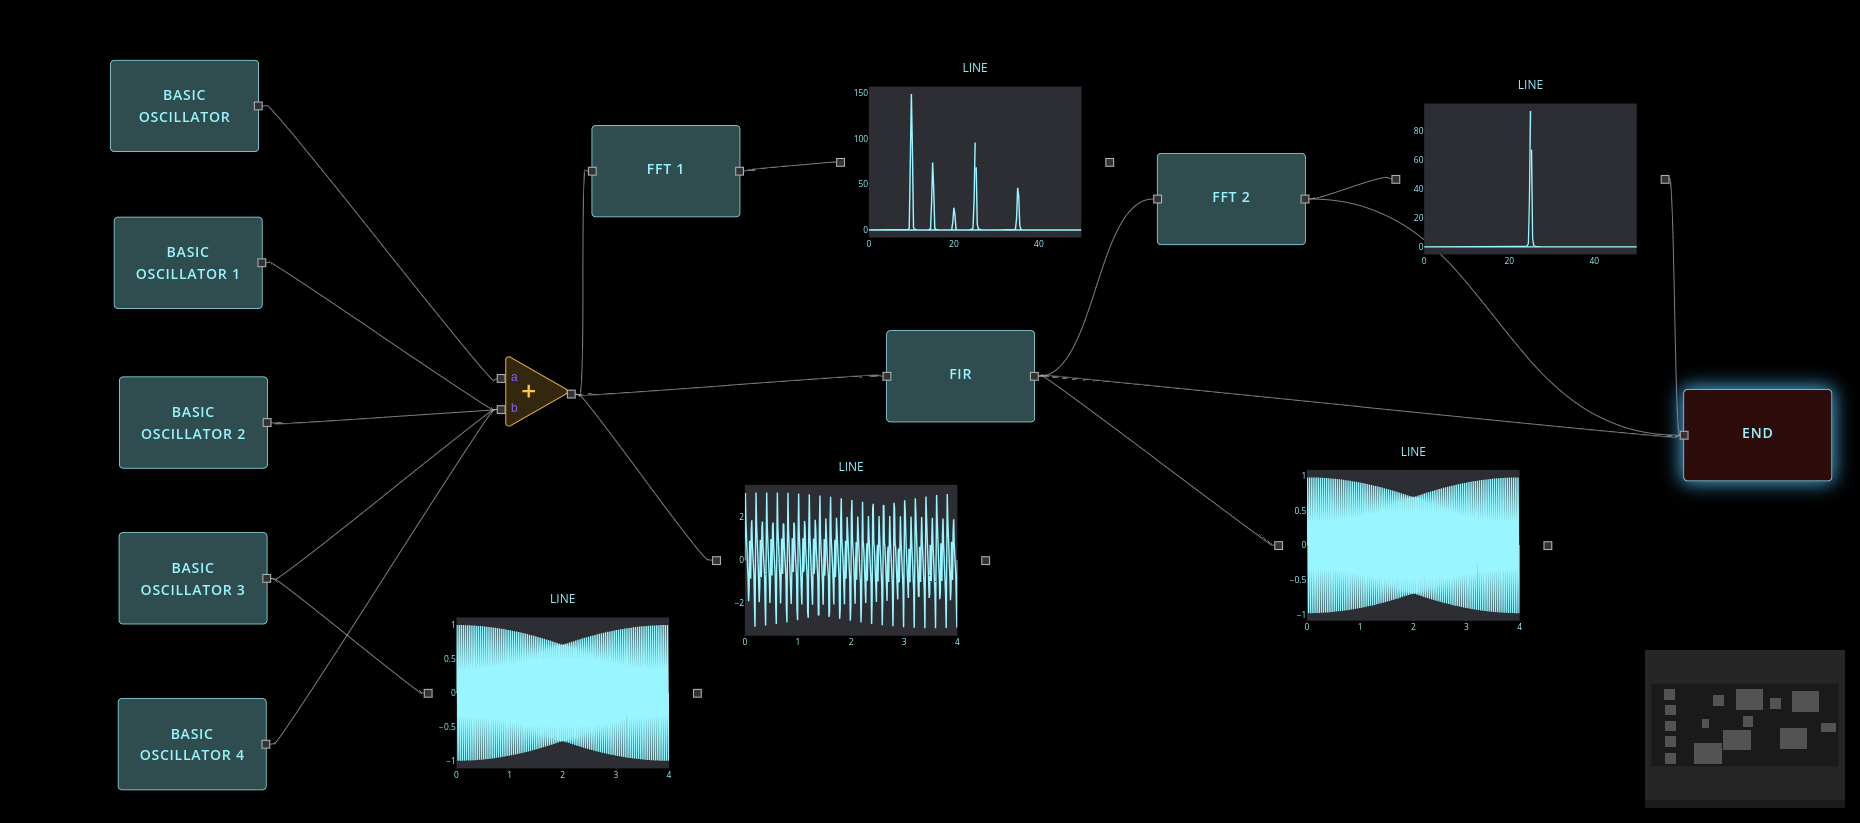 BASIC
OSCILLATOR
BASIC
OSCILLATOR 1
BASIC
OSCILLATOR 2
BASIC
OSCILLATOR 3
BASIC
OSCILLATOR 4
a
+
b
FFT 1
LINE
150
100
50
0
0 20 40
FFT 2
LINE
80
60
40
20
0
0 20 40
FIR
END
LINE
2
0
−2
0 1 2 3 4
LINE
1
0.5
0
−0.5
−1
0 1 2 3 4
LINE
1
0.5
0
−0.5
−1
0 1 2 3 4